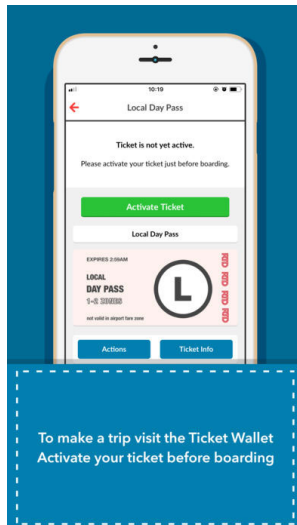 10:19
Local Day Pass
Ticket is not yet active.
Please activate your ticket just before boarding.
Activate Ticket
Local Day Pass
EXPIRES 2:00AM
LOCAL
DAY PASS
1-2 ZONES
not valid in airport fare zone
L
RTD RTD RTD RTD
Actions
Ticket Info
To make a trip visit the Ticket Wallet
Activate your ticket before boarding